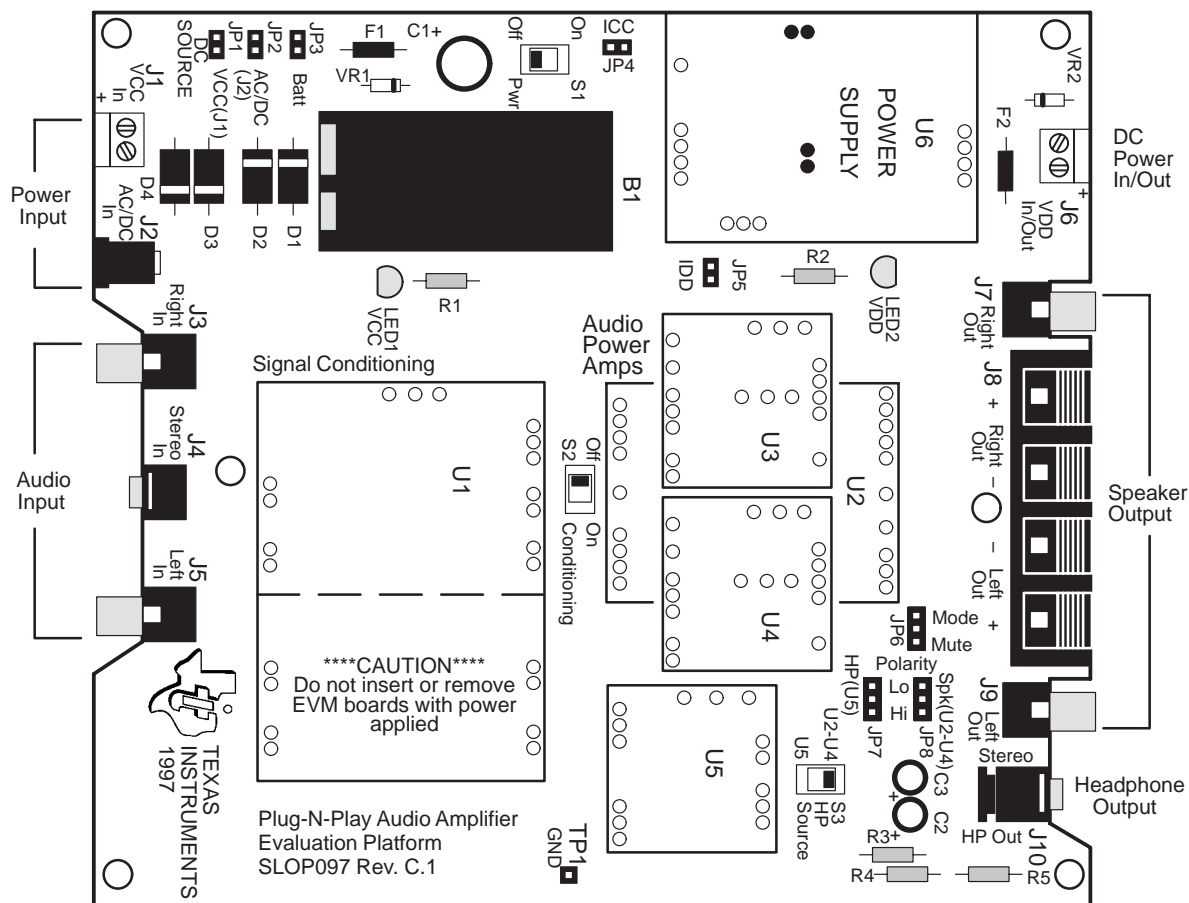 DC
SOURCE
JP1
VCC(J1)
JP2
AC/DC
(J2)
JP3
Batt
F1
VR1
C1+
Off
On
Pwr
S1
ICC
JP4
U6
POWER
SUPPLY
VR2
F2
J1
VCC
In
+
D4
D3
D2
D1
B1
J6
VDD
In/Out
+
DC
Power
In/Out
Power
Input
AC/DC
In
J2
LED1
VCC
R1
IDD
JP5
R2
LED2
VDD
J3
Right
In
J7
Right
Out
Signal Conditioning
Audio
Power
Amps
U1
U3
U2
U4
Off
S2
On
Conditioning
J4
Stereo
In
Audio
Input
J5
Left
In
J8
+
Right
Out
–
–
Left
Out
+
Speaker
Output
JP6
Mode
Mute
Polarity
HP(U5)
Lo
Hi
JP7
Spk(U2-U4)
JP8
J9
Left
Out
****CAUTION****
Do not insert or remove
EVM boards with power
applied
TEXAS
INSTRUMENTS
1997
U5
U5
U2-U4
S3
HP
Source
C3
+
C2
Stereo
HP Out
J10
Headphone
Output
Plug-N-Play Audio Amplifier
Evaluation Platform
SLOP097 Rev. C.1
TP1
GND
R3+
R4
R5